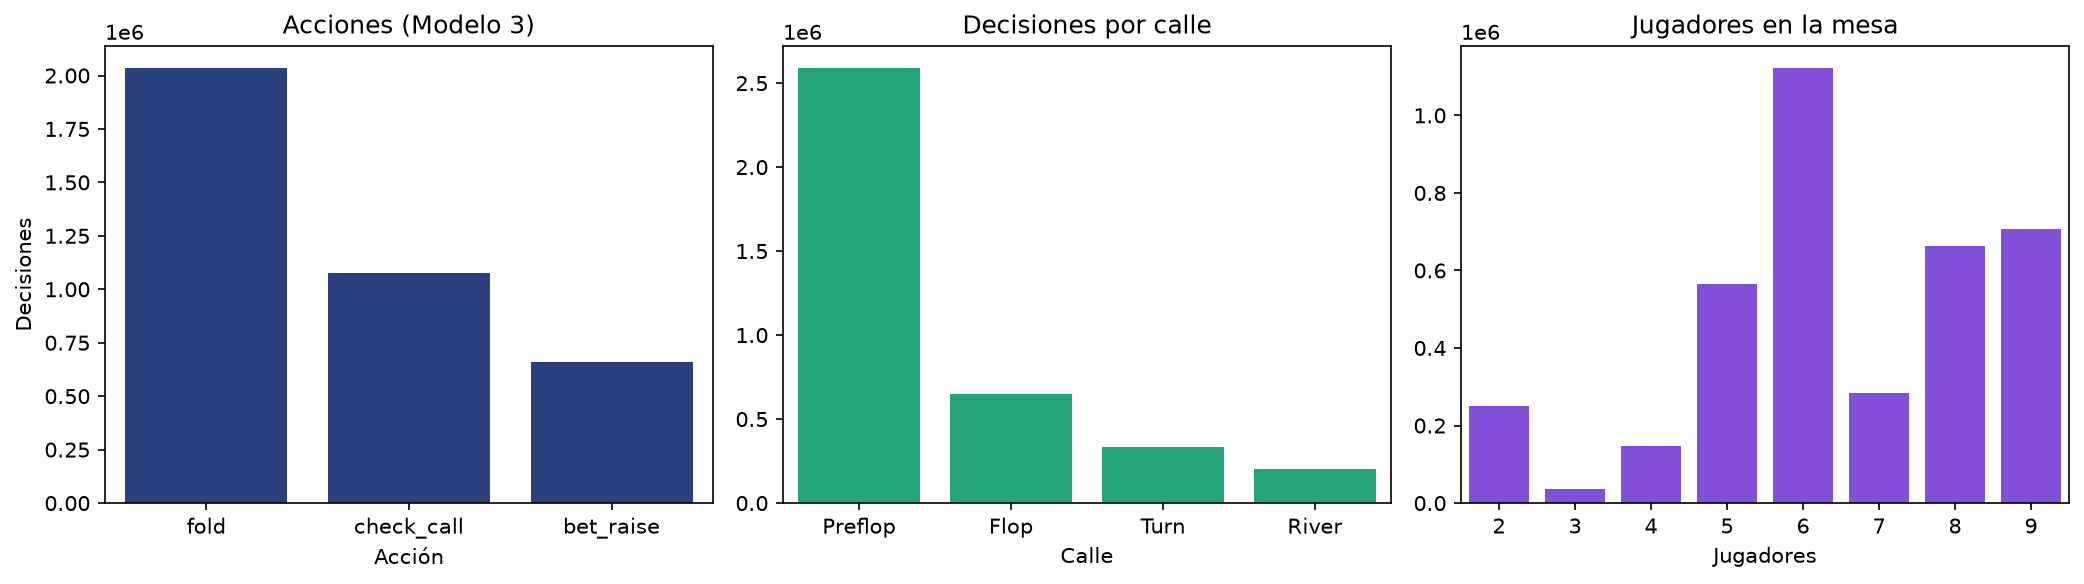 Acciones (Modelo 3)
1e6
2.00
1.75
1.50
1.25
1.00
0.75
0.50
0.25
0.00
Decisiones
fold check_call bet_raise
Acción
Decisiones por calle
1e6
2.5
2.0
1.5
1.0
0.5
0.0
Preflop Flop Turn River
Calle
Jugadores en la mesa
1e6
1.0
0.8
0.6
0.4
0.2
0.0
2 3 4 5 6 7 8 9
Jugadores